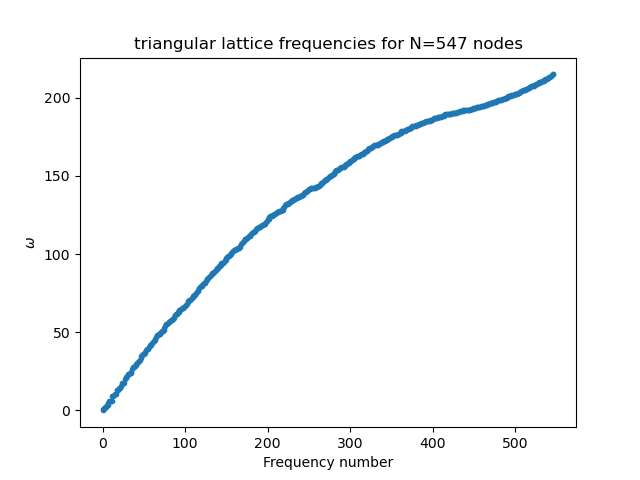 triangular lattice frequencies for N=547 nodes
200
150
100
50
0
ω
0 100 200 300 400 500
Frequency number